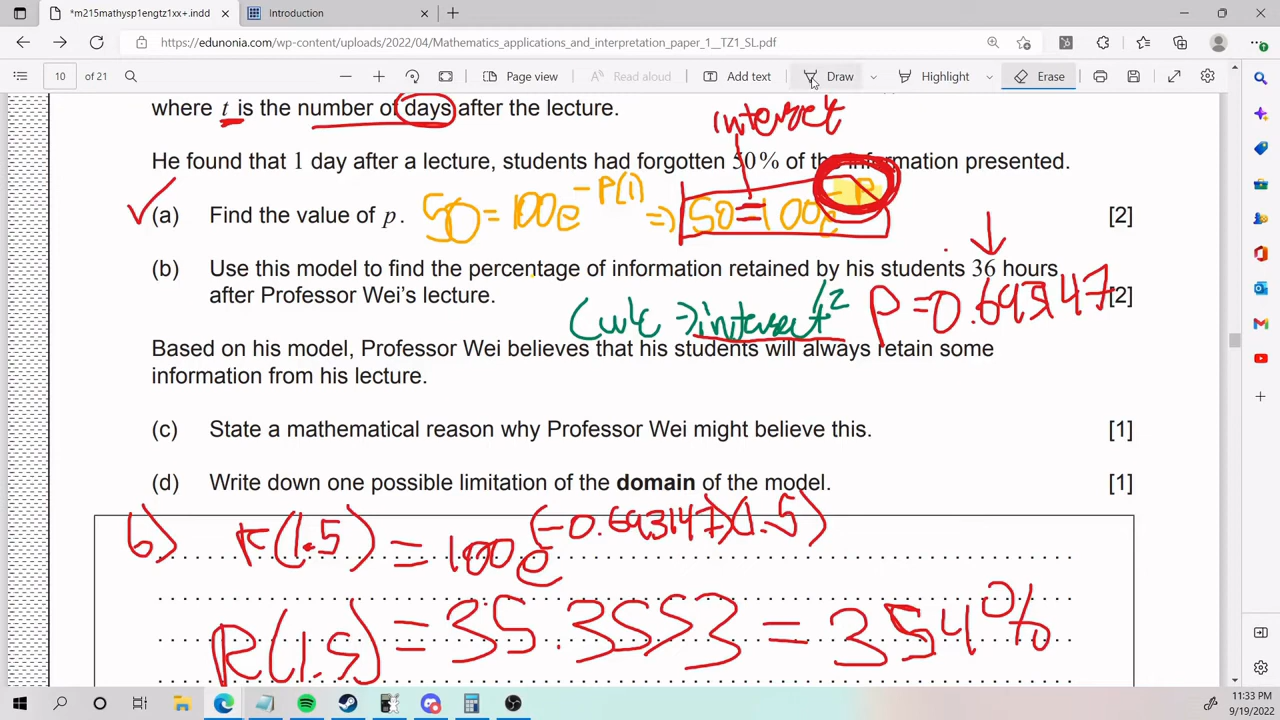 *m215mathysp1engtz1xx+.indd
Introduction
https://edunonia.com/wp-content/uploads/2022/04/Mathematics_applications_and_interpretation_paper_1__TZ1_SL.pdf
10 of 21
Page view
Read aloud
Add text
Draw
Highlight
Erase
where t is the number of days after the lecture.
interset
He found that 1 day after a lecture, students had forgotten 50% of the information presented.
(a) Find the value of p. [2]
50 = 100e^-P(1) => 50 = 100e^-P
(b) Use this model to find the percentage of information retained by his students 36 hours
after Professor Wei's lecture. [2]
Calc => interset
P = 0.693147
Based on his model, Professor Wei believes that his students will always retain some
information from his lecture.
(c) State a mathematical reason why Professor Wei might believe this. [1]
(d) Write down one possible limitation of the domain of the model. [1]
b) R(1.5) = 100e^(-0.693147)(1.5)
R(1.5) = 35.3553 = 35.4%
11:33 PM
9/19/2022